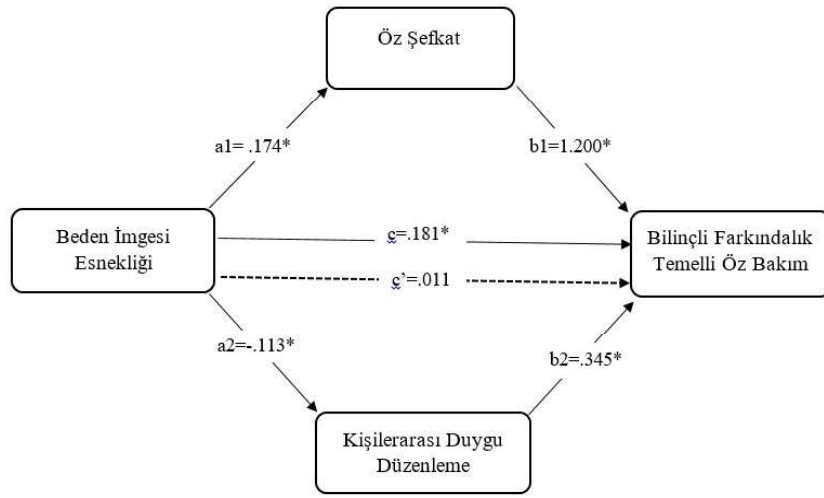 Öz Şefkat
a1= .174*
b1=1.200*
Beden İmgesi
Esnekliği
c=.181*
Bilinçli Farkındalık
Temelli Öz Bakım
c’=.011
a2=-.113*
b2=.345*
Kişilerarası Duygu
Düzenleme